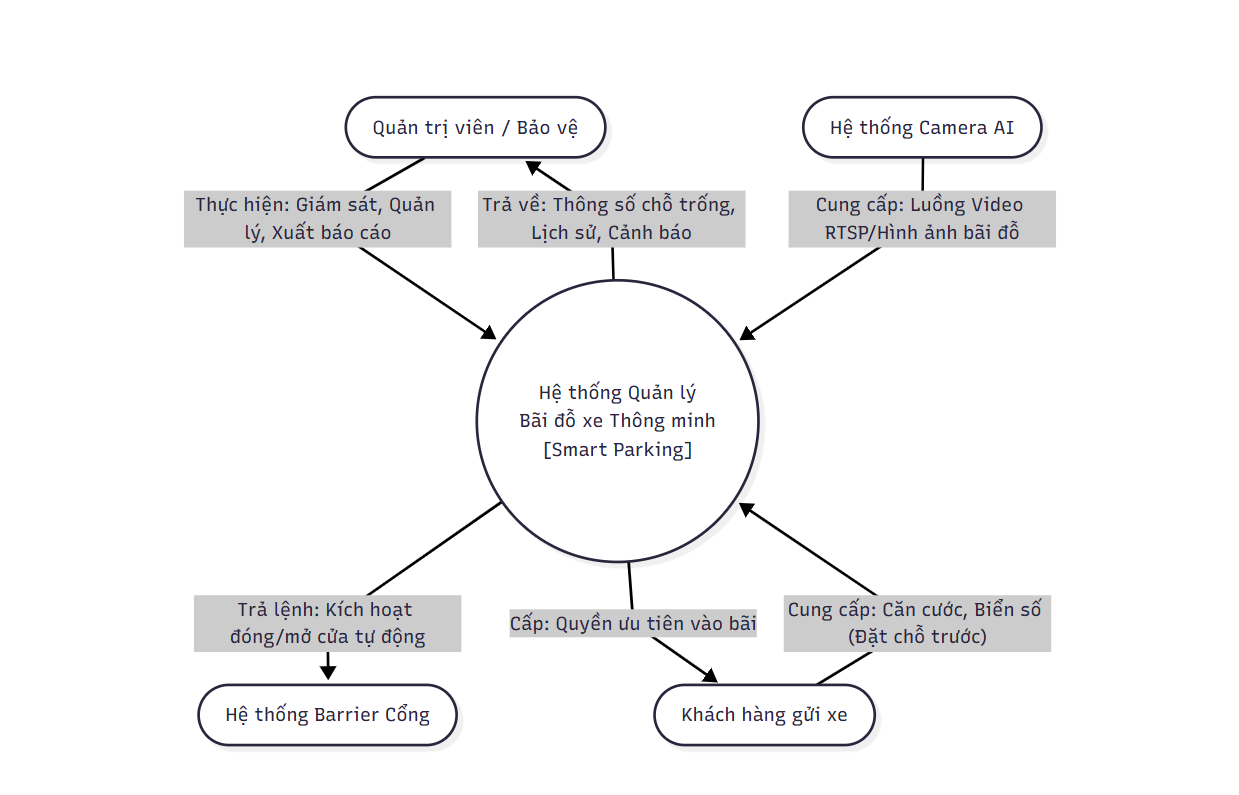 Quản trị viên / Bảo vệ
Hệ thống Camera AI
Thực hiện: Giám sát, Quản
lý, Xuất báo cáo
Trả về: Thông số chỗ trống,
Lịch sử, Cảnh báo
Cung cấp: Luồng Video
RTSP/Hình ảnh bãi đỗ
Hệ thống Quản lý
Bãi đỗ xe Thông minh
[Smart Parking]
Trả lệnh: Kích hoạt
đóng/mở cửa tự động
Cấp: Quyền ưu tiên vào bãi
Cung cấp: Căn cước, Biển số
(Đặt chỗ trước)
Hệ thống Barrier Cổng
Khách hàng gửi xe